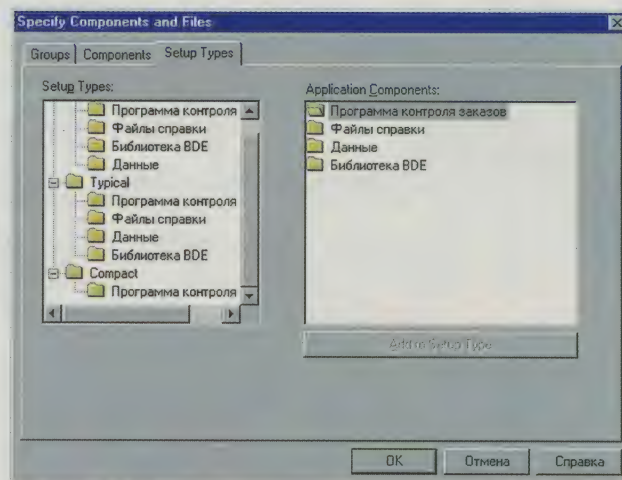 Specify Components and Files
Groups Components Setup Types
Setup Types:
Программа контроля
Файлы справки
Библиотека BDE
Данные
Typical
Программа контроля
Файлы справки
Данные
Библиотека BDE
Compact
Программа контроля
Application Components:
Программа контроля заказов
Файлы справки
Данные
Библиотека BDE
Add to Setup Type
OK Отмена Справка